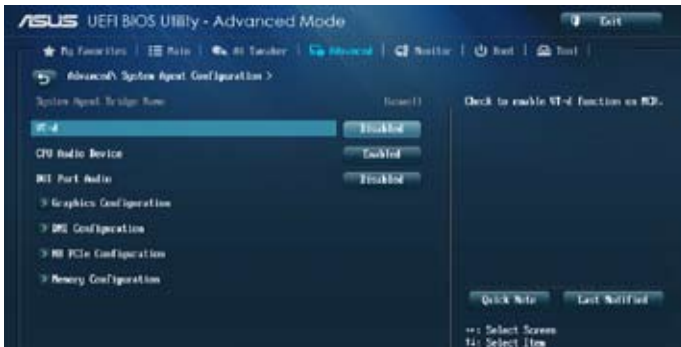 ASUS UEFI BIOS Utility - Advanced Mode
Exit
My Favorites | Main | Ai Tweaker | Advanced | Monitor | Boot | Tool
Advanced\ System Agent Configuration >
System Agent Bridge Name Haswell
Check to enable VT-d function on MCH.
VT-d Disabled
CPU Audio Device Enabled
Port Audio Disabled
> Graphics Configuration
> DMI Configuration
> NB PCIe Configuration
> Memory Configuration
Quick Note Last Modified
↔: Select Screen
↑↓: Select Item